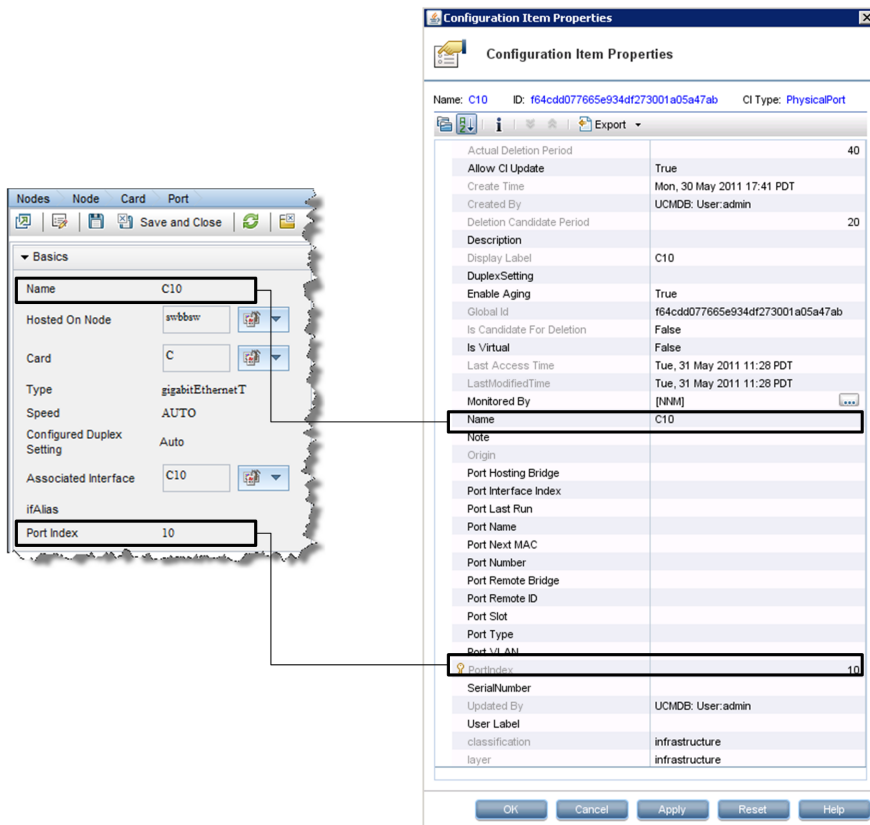 Nodes Node Card Port
Save and Close
Basics
Name C10
Hosted On Node swbbsw
Card C
Type gigabitEthernetT
Speed AUTO
Configured Duplex
Setting Auto
Associated Interface C10
ifAlias
Port Index 10
Configuration Item Properties
Configuration Item Properties
Name: C10 ID: f64cdd077665e934df273001a05a47ab CI Type: PhysicalPort
Export
Actual Deletion Period 40
Allow CI Update True
Create Time Mon, 30 May 2011 17:41 PDT
Created By UCMDB: User:admin
Deletion Candidate Period 20
Description
Display Label C10
DuplexSetting
Enable Aging True
Global Id f64cdd077665e934df273001a05a47ab
Is Candidate For Deletion False
Is Virtual False
Last Access Time Tue, 31 May 2011 11:28 PDT
LastModifiedTime Tue, 31 May 2011 11:28 PDT
Monitored By [NNM] ...
Name C10
Note
Origin
Port Hosting Bridge
Port Interface Index
Port Last Run
Port Name
Port Next MAC
Port Number
Port Remote Bridge
Port Remote ID
Port Slot
Port Type
Port VLAN
PortIndex 10
SerialNumber
Updated By UCMDB: User:admin
User Label
classification infrastructure
layer infrastructure
OK Cancel Apply Reset Help